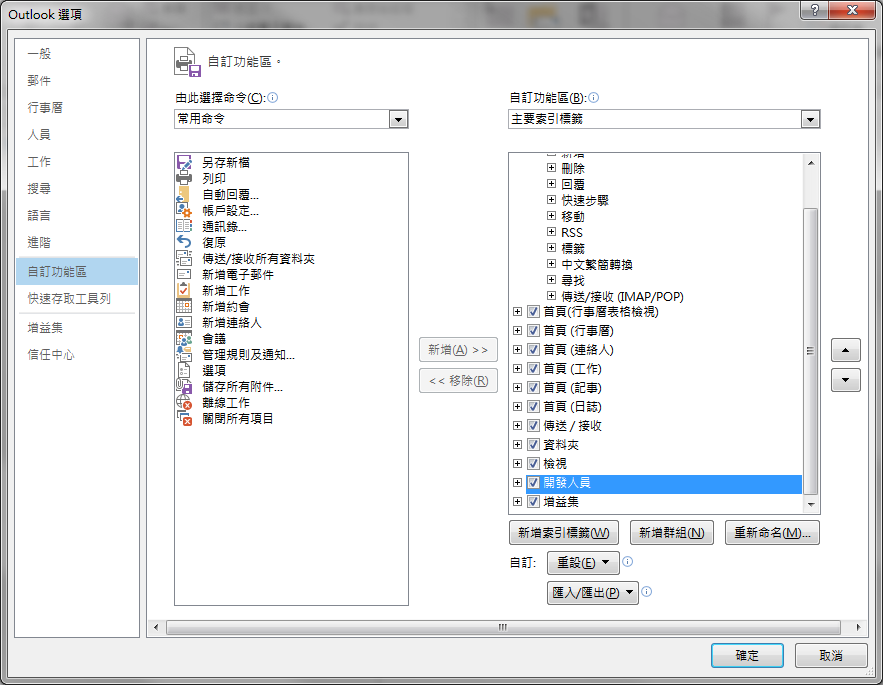 Outlook 選項
一般
郵件
行事曆
人員
工作
搜尋
語言
進階
自訂功能區
快速存取工具列
增益集
信任中心
自訂功能區。
由此選擇命令(C):
常用命令
另存新檔
列印
自動回覆...
帳戶設定...
通訊錄...
復原
傳送/接收所有資料夾
新增電子郵件
新增工作
新增約會
新增連絡人
會議
管理規則及通知...
選項
儲存所有附件...
離線工作
關閉所有項目
新增(A) >>
<< 移除(R)
自訂功能區(B):
主要索引標籤
新增
刪除
回覆
快速步驟
移動
RSS
標籤
中文繁簡轉換
尋找
傳送/接收 (IMAP/POP)
首頁(行事曆表格檢視)
首頁 (行事曆)
首頁 (連絡人)
首頁 (工作)
首頁 (記事)
首頁 (日誌)
傳送 / 接收
資料夾
檢視
開發人員
增益集
新增索引標籤(W)
新增群組(N)
重新命名(M)...
自訂:
重設(E)
匯入/匯出(P)
確定
取消